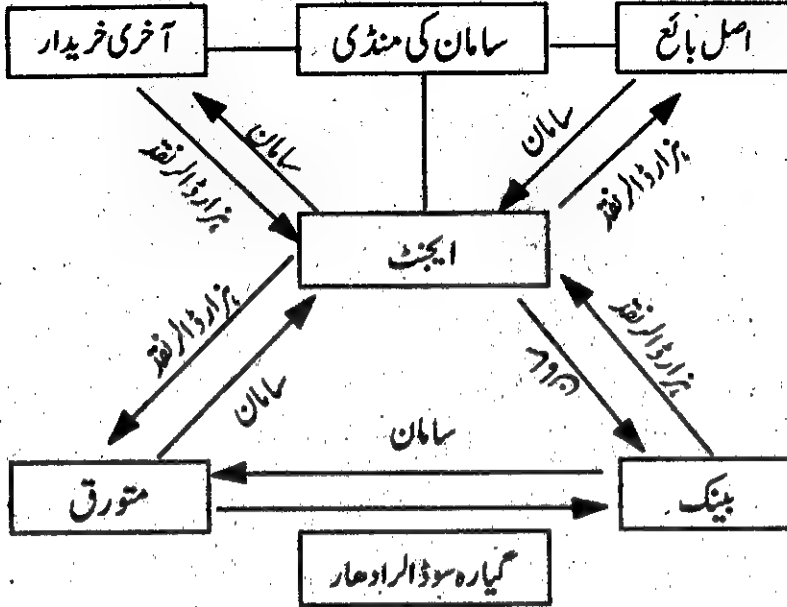 اصل بائع
سامان کی منڈی
آخری خریدار
سامان
ہزار ڈالر نقد
سامان
ہزار ڈالر نقد
ایجنٹ
ہزار ڈالر نقد
سامان
ہزار ڈالر نقد
سامان
بینک
متورق
گیارہ سو ڈالر ادھار